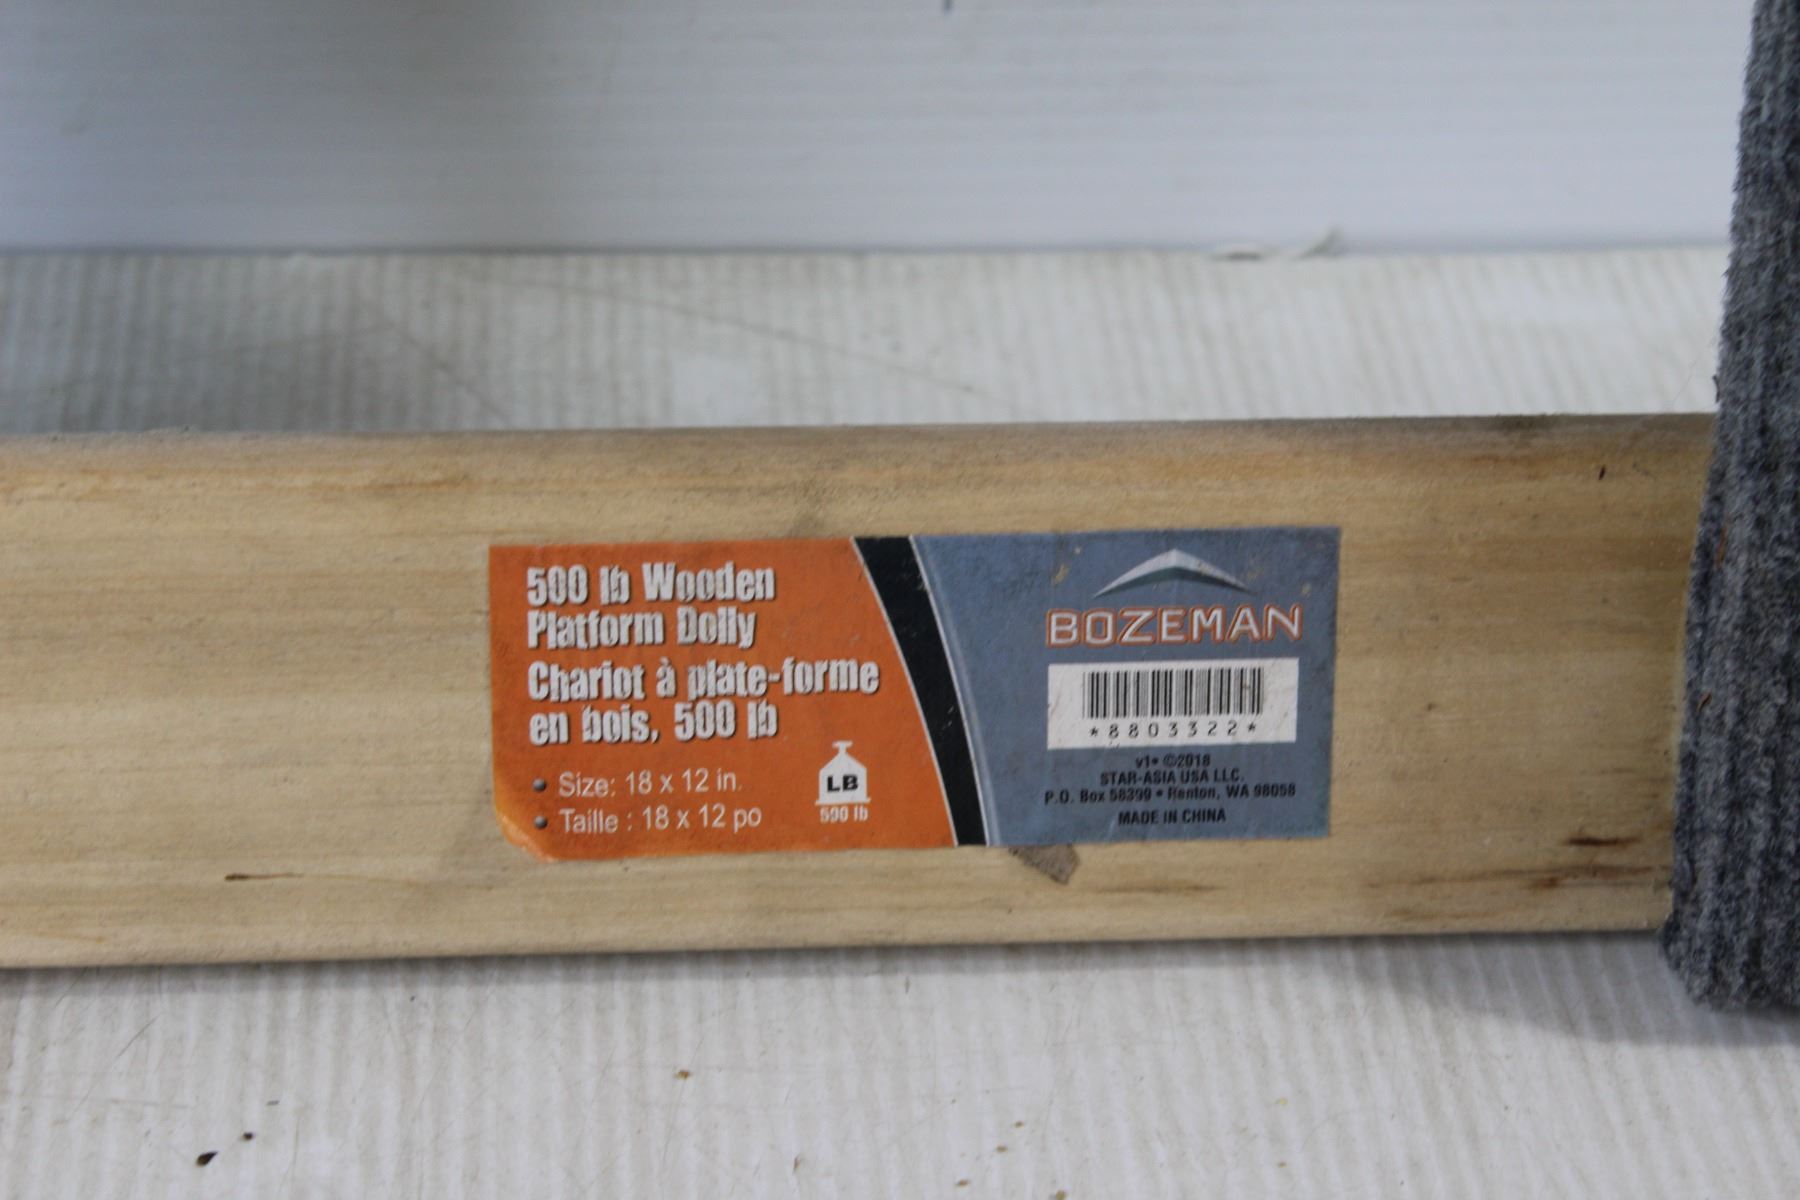 500 lb Wooden
Platform Dolly
Chariot à plate-forme
en bois, 500 lb
• Size: 18 x 12 in.
• Taille : 18 x 12 po
LB
500 lb
BOZEMAN
*8803322*
v1• ©2018
STAR-ASIA USA LLC.
P.O. Box 58399 • Renton, WA 98058
MADE IN CHINA